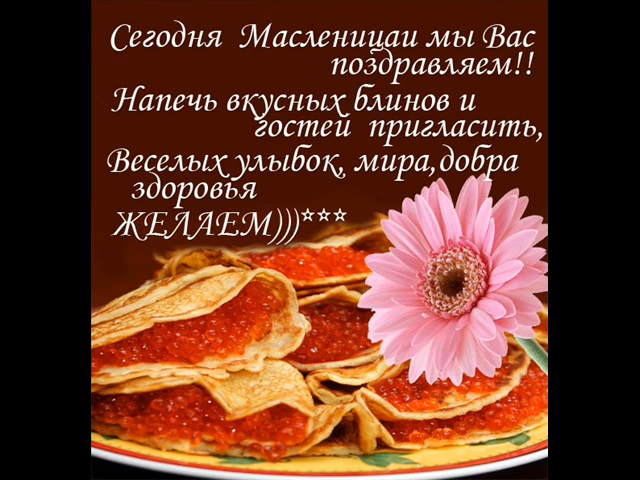 Сегодня Масленицаи мы Вас
поздравляем!!
Напечь вкусных блинов и
гостей пригласить,
Веселых улыбок, мира,добра
здоровья
ЖЕЛАЕМ)))***